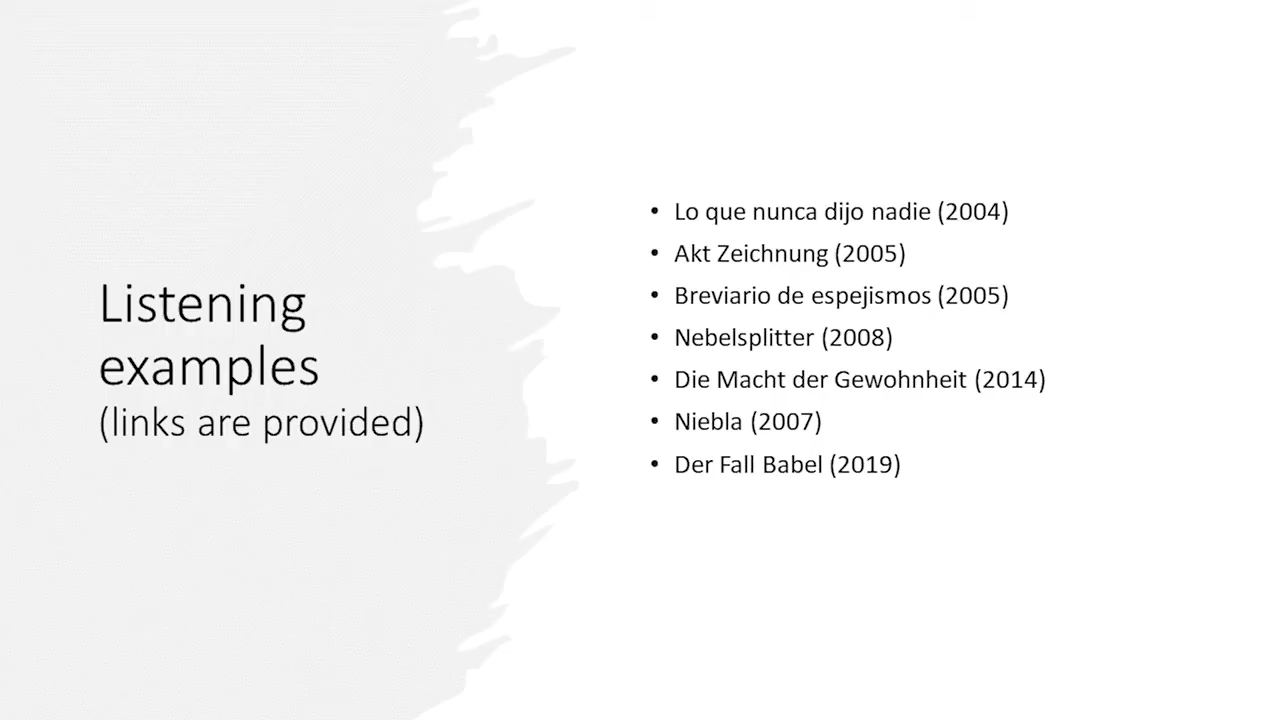 Listening
examples
(links are provided)
• Lo que nunca dijo nadie (2004)
• Akt Zeichnung (2005)
• Breviario de espejismos (2005)
• Nebelsplitter (2008)
• Die Macht der Gewohnheit (2014)
• Niebla (2007)
• Der Fall Babel (2019)